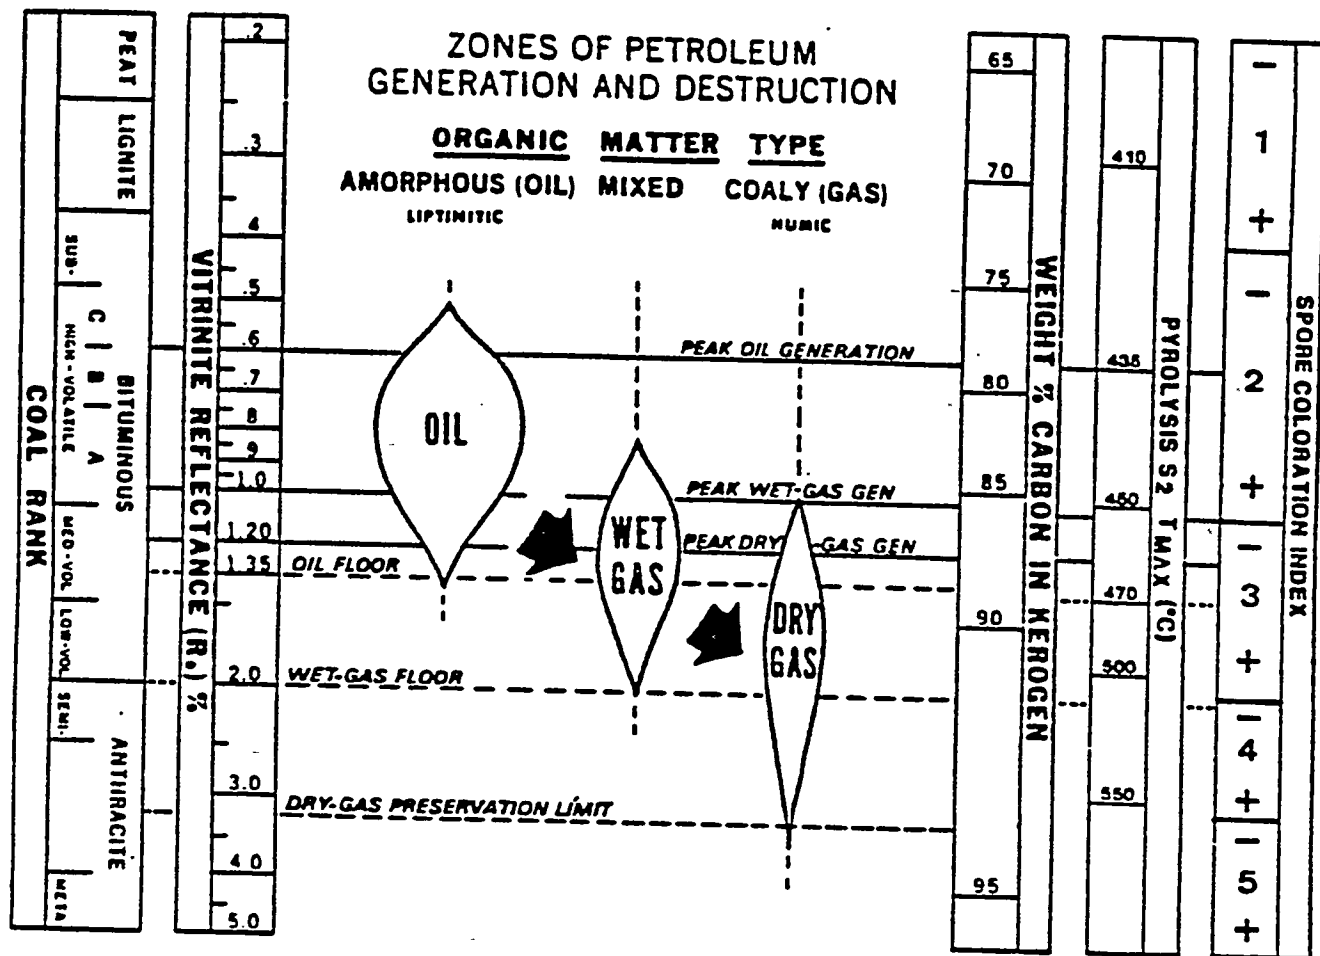 ZONES OF PETROLEUM
GENERATION AND DESTRUCTION
ORGANIC MATTER TYPE
AMORPHOUS (OIL) MIXED COALY (GAS)
LIPTINITIC HUMIC
COAL RANK
PEAT
LIGNITE
SUB-
BITUMINOUS
C | B | A
HIGH-VOLATILE
MED-VOL
LOW-VOL
SEMI-
ANTHRACITE
META
VITRINITE REFLECTANCE (R₀) %
.2
.3
.4
.5
.6
.7
.8
.9
1.0
1.20
1.35
2.0
3.0
4.0
5.0
PEAK OIL GENERATION
OIL
PEAK WET-GAS GEN
WET
GAS
PEAK DRY-GAS GEN
OIL FLOOR
DRY
GAS
WET-GAS FLOOR
DRY-GAS PRESERVATION LIMIT
65
70
75
80
85
90
95
WEIGHT % CARBON IN KEROGEN
410
435
450
470
500
550
PYROLYSIS S₂ TMAX (°C)
–
1
+
–
2
+
–
3
+
–
4
+
–
5
+
SPORE COLORATION INDEX